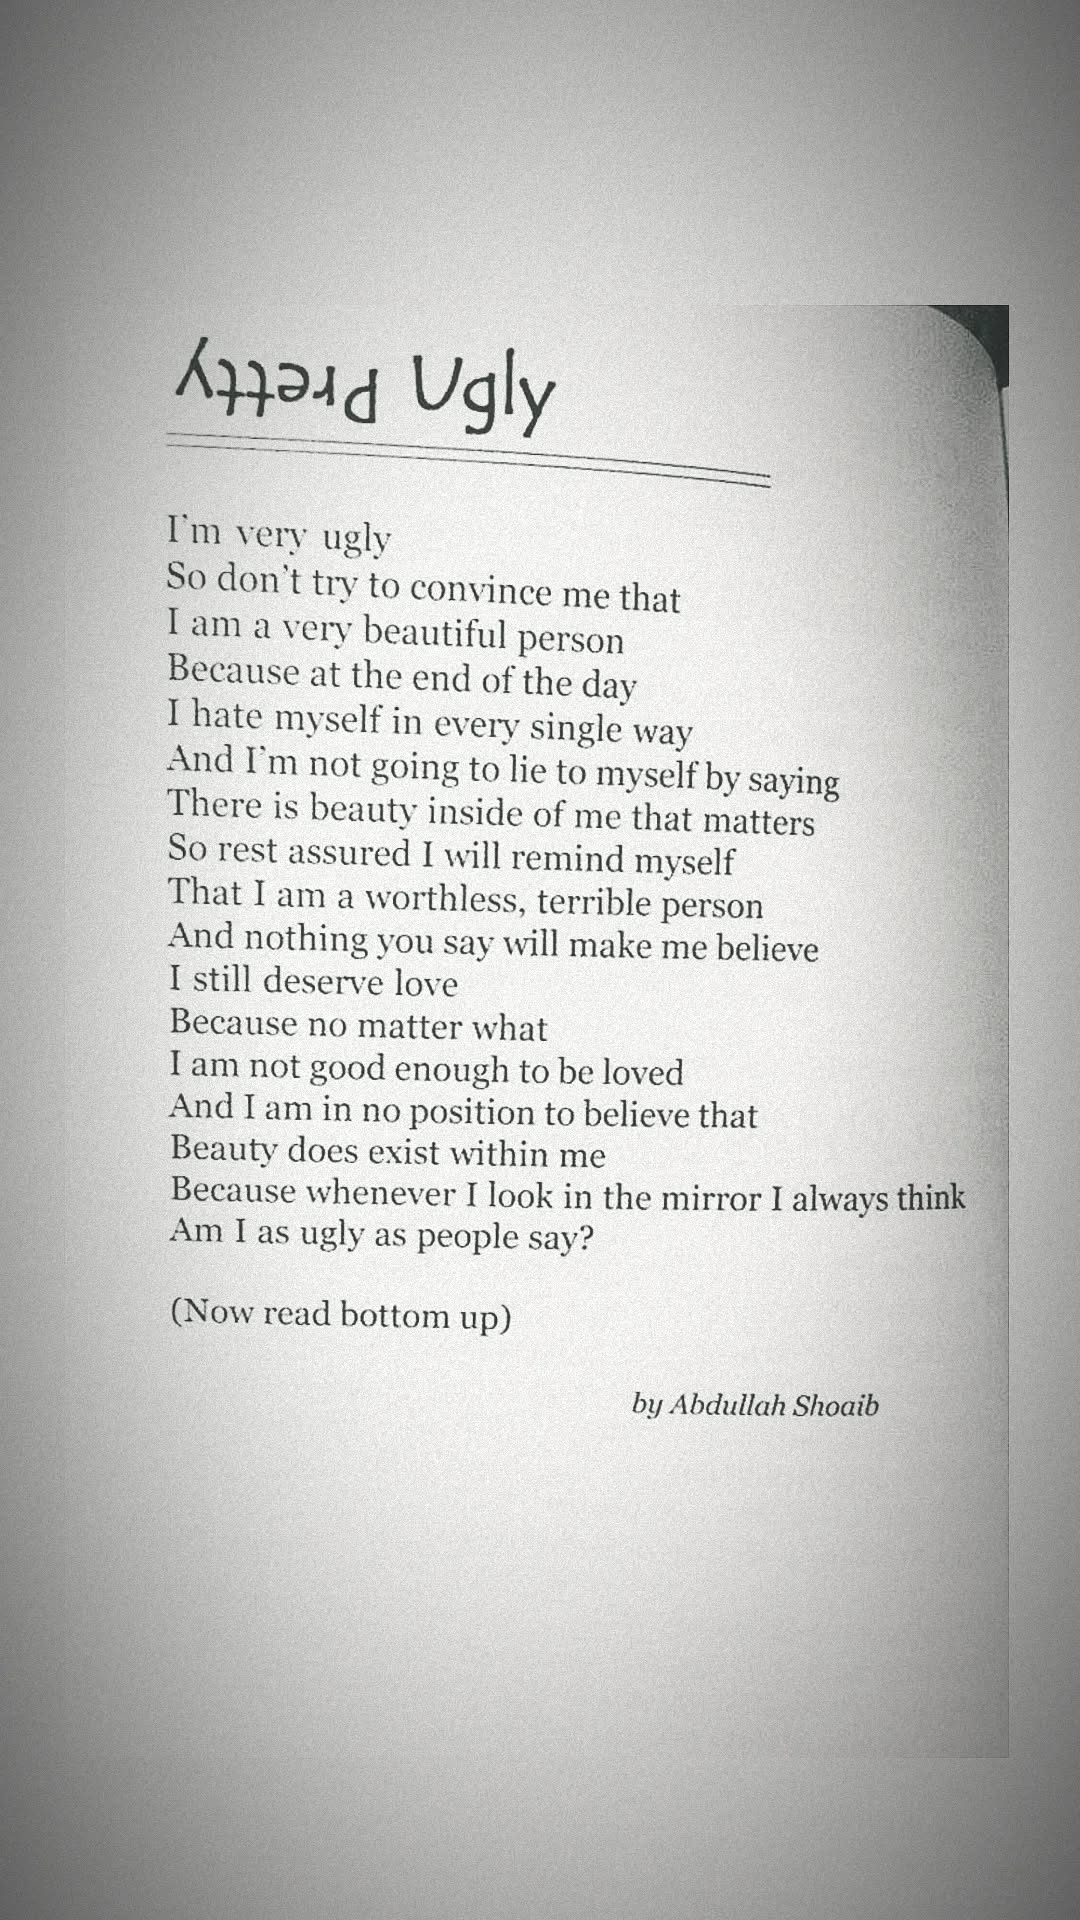 Pretty Ugly
I'm very ugly
So don't try to convince me that
I am a very beautiful person
Because at the end of the day
I hate myself in every single way
And I'm not going to lie to myself by saying
There is beauty inside of me that matters
So rest assured I will remind myself
That I am a worthless, terrible person
And nothing you say will make me believe
I still deserve love
Because no matter what
I am not good enough to be loved
And I am in no position to believe that
Beauty does exist within me
Because whenever I look in the mirror I always think
Am I as ugly as people say?
(Now read bottom up)
by Abdullah Shoaib